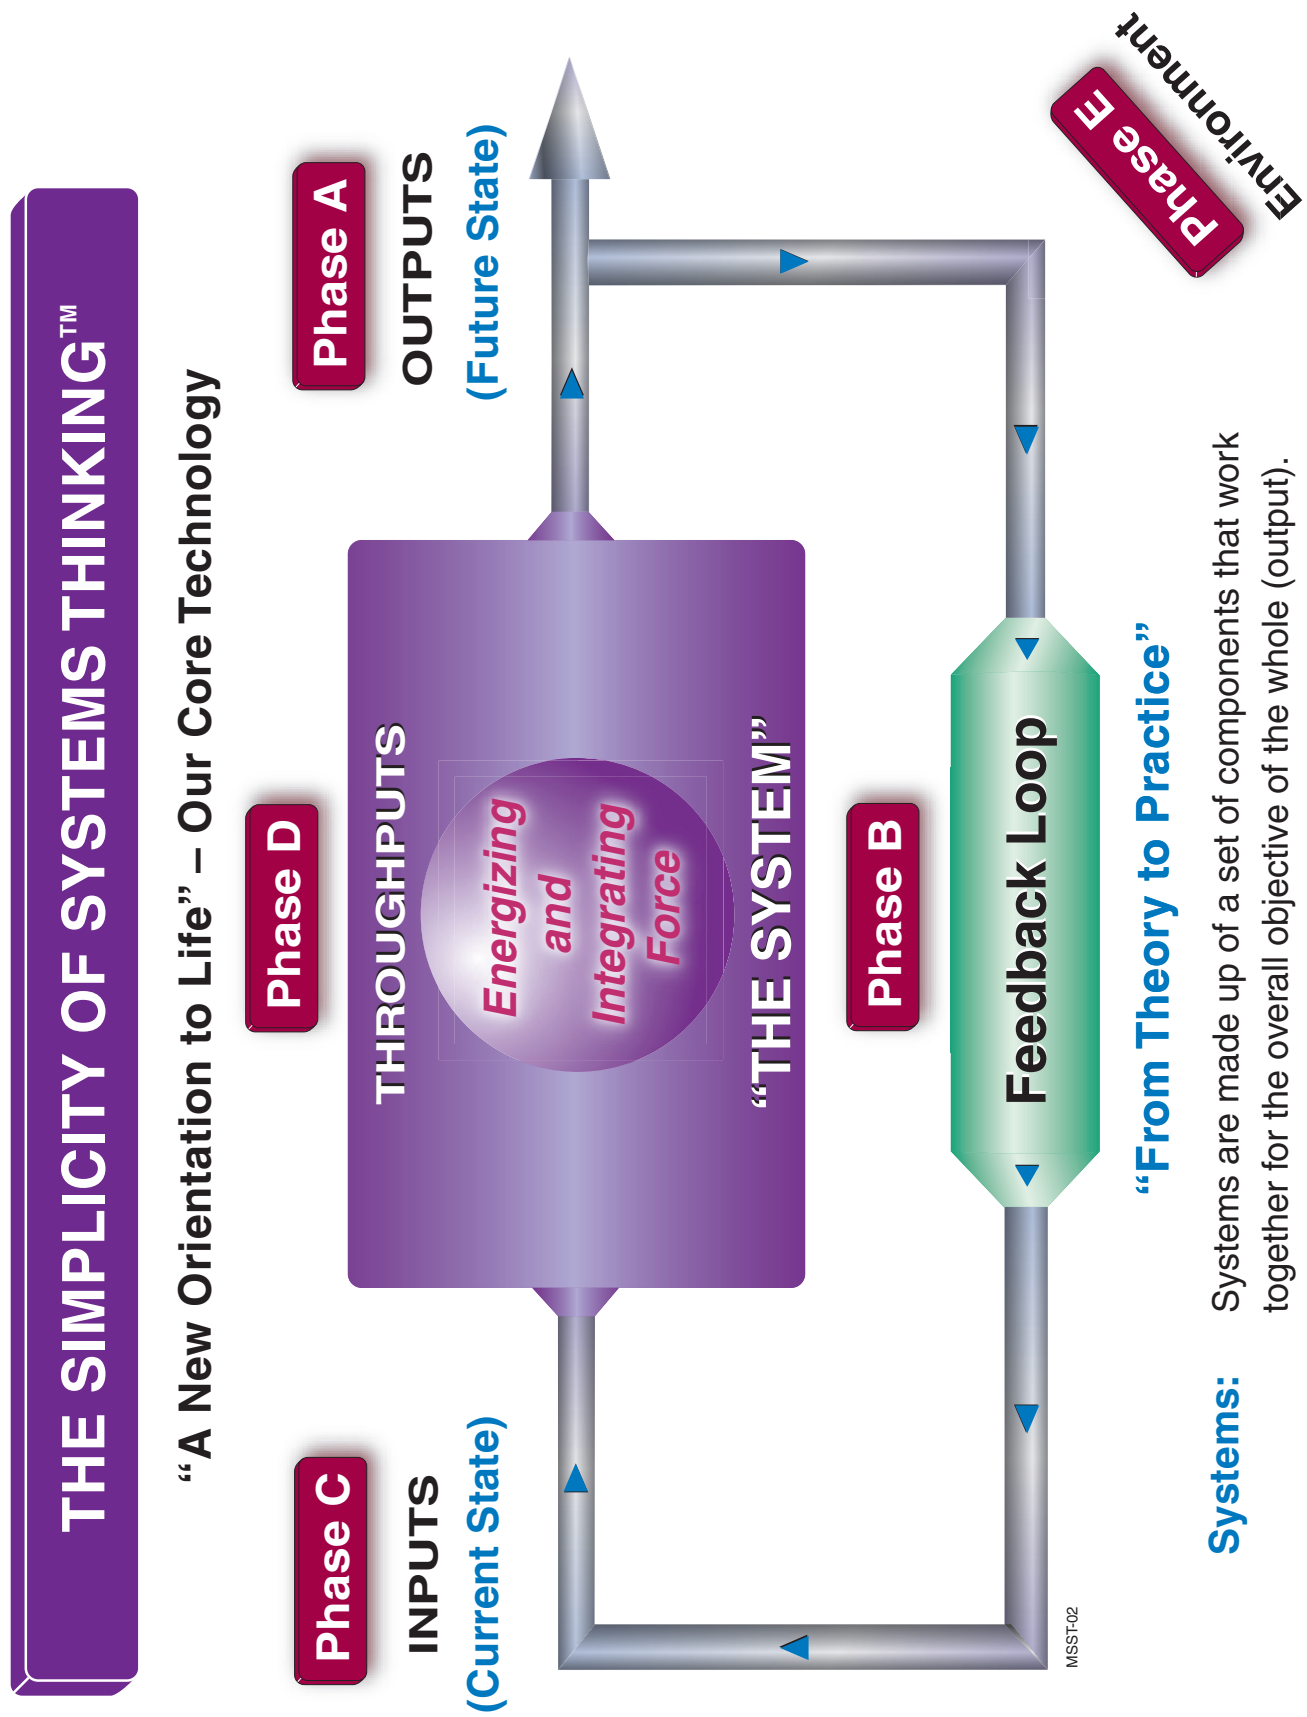 THE SIMPLICITY OF SYSTEMS THINKING™
“A New Orientation to Life” – Our Core Technology
Phase C
INPUTS
(Current State)
Phase D
THROUGHPUTS
Energizing
and
Integrating
Force
“THE SYSTEM”
Phase A
OUTPUTS
(Future State)
Phase B
Feedback Loop
“From Theory to Practice”
Phase E
Environment
MSST-02
Systems: Systems are made up of a set of components that work
together for the overall objective of the whole (output).